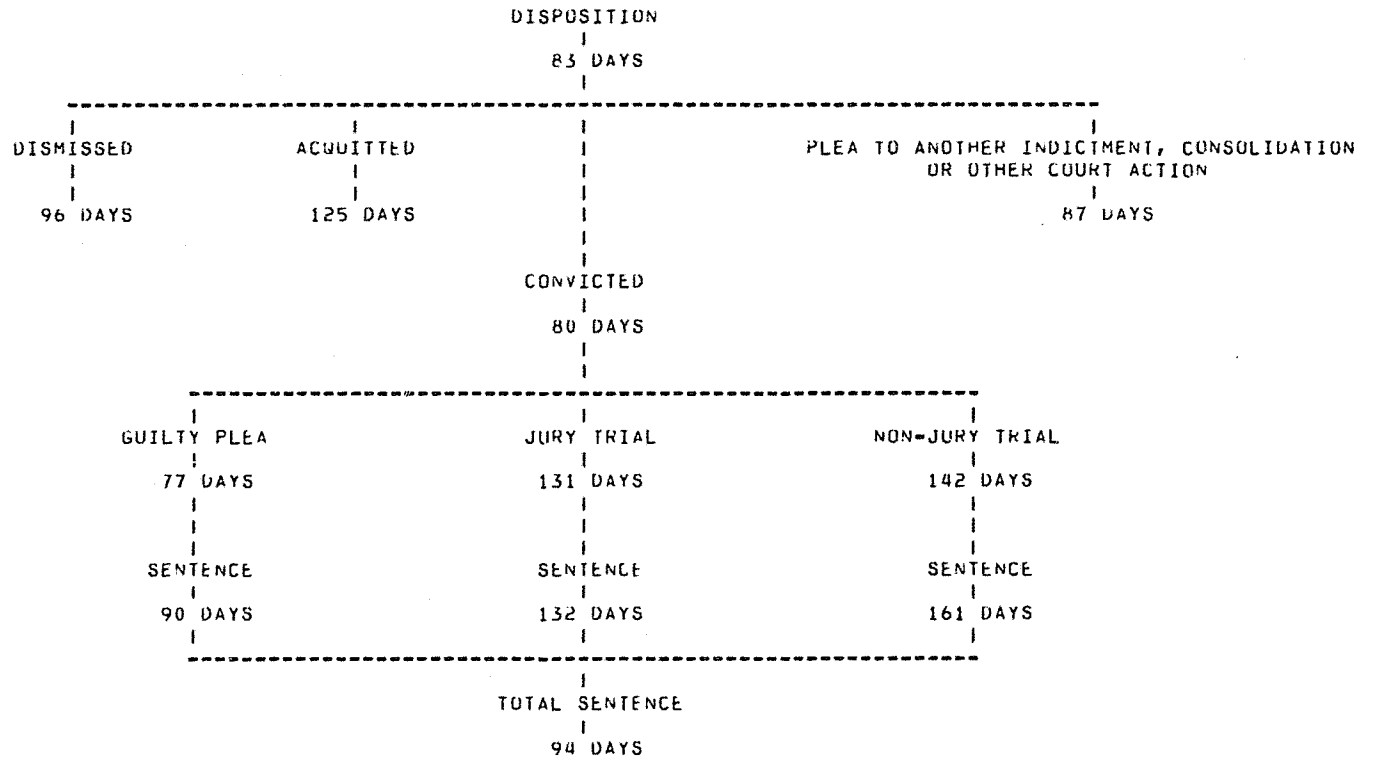 DISPOSITION
83 DAYS
DISMISSED ACQUITTED PLEA TO ANOTHER INDICTMENT, CONSOLIDATION
OR OTHER COURT ACTION
96 DAYS 125 DAYS 87 DAYS
CONVICTED
80 DAYS
GUILTY PLEA JURY TRIAL NON-JURY TRIAL
77 DAYS 131 DAYS 142 DAYS
SENTENCE SENTENCE SENTENCE
90 DAYS 132 DAYS 161 DAYS
TOTAL SENTENCE
94 DAYS